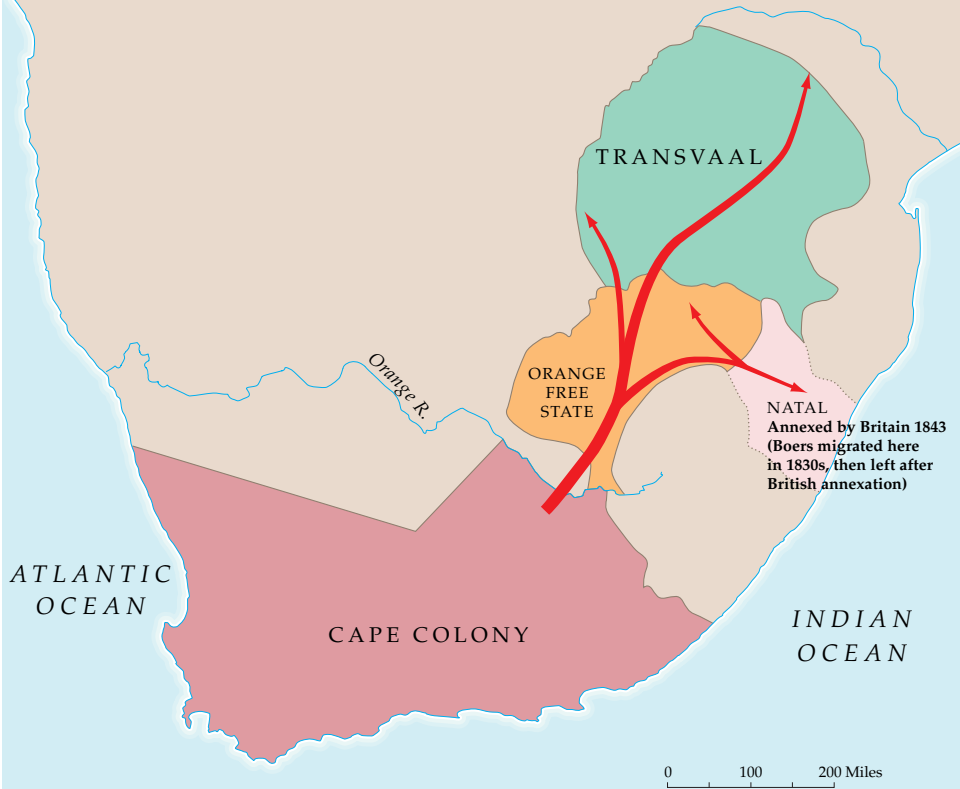 TRANSVAAL
Orange R.
ORANGE
FREE
STATE
NATAL
Annexed by Britain 1843
(Boers migrated here
in 1830s, then left after
British annexation)
ATLANTIC
OCEAN
CAPE COLONY
INDIAN
OCEAN
0 100 200 Miles